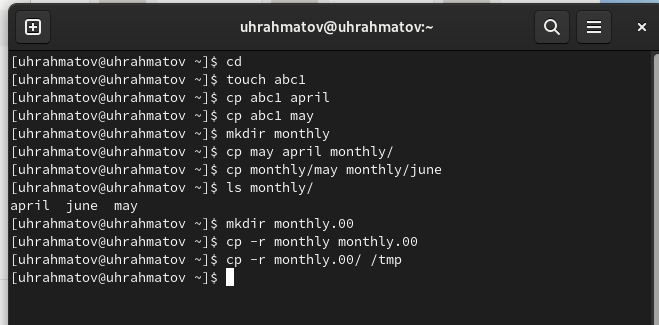 uhrahmatov@uhrahmatov:~
[uhrahmatov@uhrahmatov ~]$ cd
[uhrahmatov@uhrahmatov ~]$ touch abc1
[uhrahmatov@uhrahmatov ~]$ cp abc1 april
[uhrahmatov@uhrahmatov ~]$ cp abc1 may
[uhrahmatov@uhrahmatov ~]$ mkdir monthly
[uhrahmatov@uhrahmatov ~]$ cp may april monthly/
[uhrahmatov@uhrahmatov ~]$ cp monthly/may monthly/june
[uhrahmatov@uhrahmatov ~]$ ls monthly/
april  june  may
[uhrahmatov@uhrahmatov ~]$ mkdir monthly.00
[uhrahmatov@uhrahmatov ~]$ cp -r monthly monthly.00
[uhrahmatov@uhrahmatov ~]$ cp -r monthly.00/ /tmp
[uhrahmatov@uhrahmatov ~]$